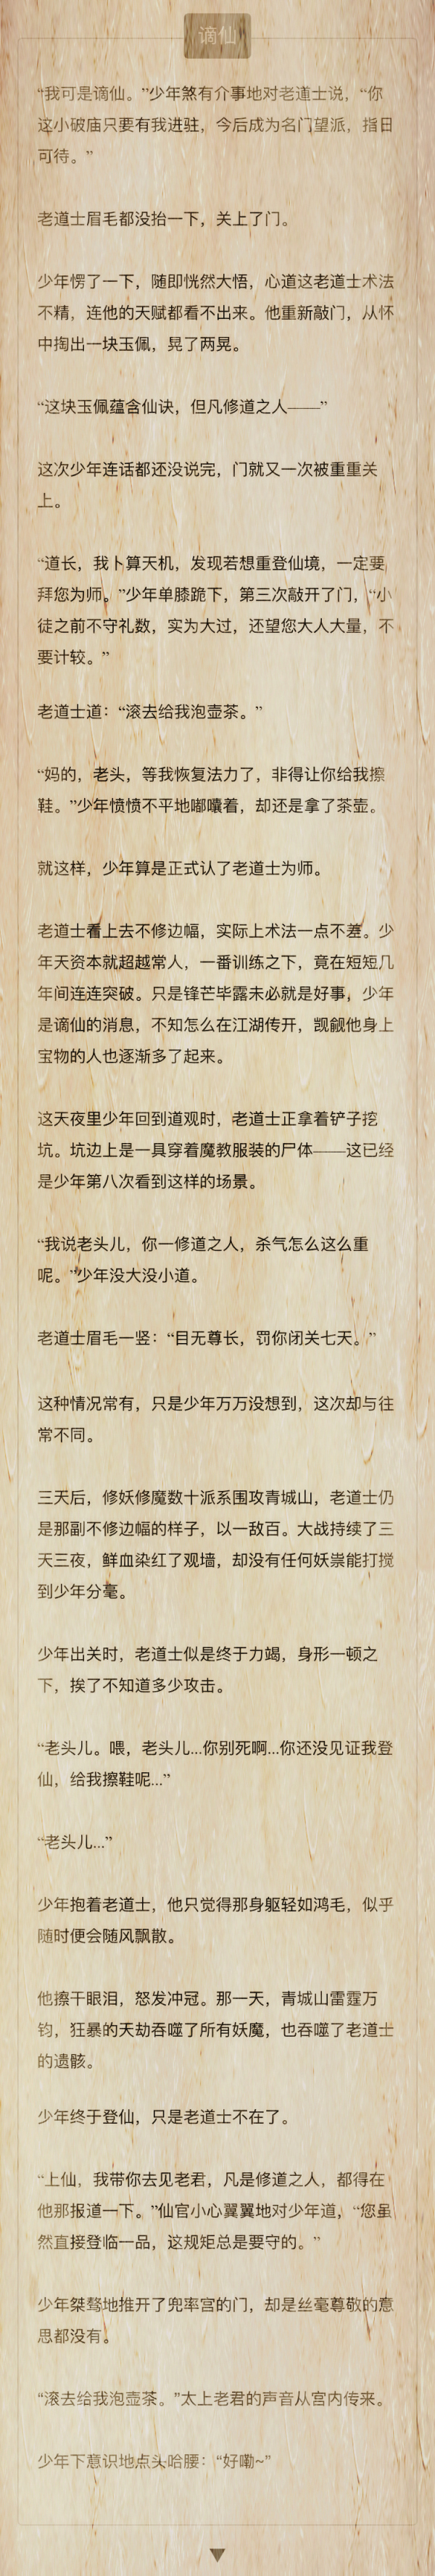 谪仙
“我可是谪仙。”少年煞有介事地对老道士说，“你
这小破庙只要有我进驻，今后成为名门望派，指日
可待。”
老道士眉毛都没抬一下，关上了门。
少年愣了一下，随即恍然大悟，心道这老道士术法
不精，连他的天赋都看不出来。他重新敲门，从怀
中掏出一块玉佩，晃了两晃。
“这块玉佩蕴含仙诀，但凡修道之人——”
这次少年连话都还没说完，门就又一次被重重关
上。
“道长，我卜算天机，发现若想重登仙境，一定要
拜您为师。”少年单膝跪下，第三次敲开了门，“小
徒之前不守礼数，实为大过，还望您大人大量，不
要计较。”
老道士道：“滚去给我泡壶茶。”
“妈的，老头，等我恢复法力了，非得让你给我擦
鞋。”少年愤愤不平地嘟囔着，却还是拿了茶壶。
就这样，少年算是正式认了老道士为师。
老道士看上去不修边幅，实际上术法一点不差。少
年天资本就超越常人，一番训练之下，竟在短短几
年间连连突破。只是锋芒毕露未必就是好事，少年
是谪仙的消息，不知怎么在江湖传开，觊觎他身上
宝物的人也逐渐多了起来。
这天夜里少年回到道观时，老道士正拿着铲子挖
坑。坑边上是一具穿着魔教服装的尸体——这已经
是少年第八次看到这样的场景。
“我说老头儿，你一修道之人，杀气怎么这么重
呢。”少年没大没小道。
老道士眉毛一竖：“目无尊长，罚你闭关七天。”
这种情况常有，只是少年万万没想到，这次却与往
常不同。
三天后，修妖修魔数十派系围攻青城山，老道士仍
是那副不修边幅的样子，以一敌百。大战持续了三
天三夜，鲜血染红了观墙，却没有任何妖祟能打搅
到少年分毫。
少年出关时，老道士似是终于力竭，身形一顿之
下，挨了不知道多少攻击。
“老头儿。喂，老头儿...你别死啊...你还没见证我登
仙，给我擦鞋呢...”
“老头儿...”
少年抱着老道士，他只觉得那身躯轻如鸿毛，似乎
随时便会随风飘散。
他擦干眼泪，怒发冲冠。那一天，青城山雷霆万
钧，狂暴的天劫吞噬了所有妖魔，也吞噬了老道士
的遗骸。
少年终于登仙，只是老道士不在了。
“上仙，我带你去见老君，凡是修道之人，都得在
他那报道一下。”仙官小心翼翼地对少年道，“您虽
然直接登临一品，这规矩总是要守的。”
少年桀骜地推开了兜率宫的门，却是丝毫尊敬的意
思都没有。
“滚去给我泡壶茶。”太上老君的声音从宫内传来。
少年下意识地点头哈腰：“好嘞~”